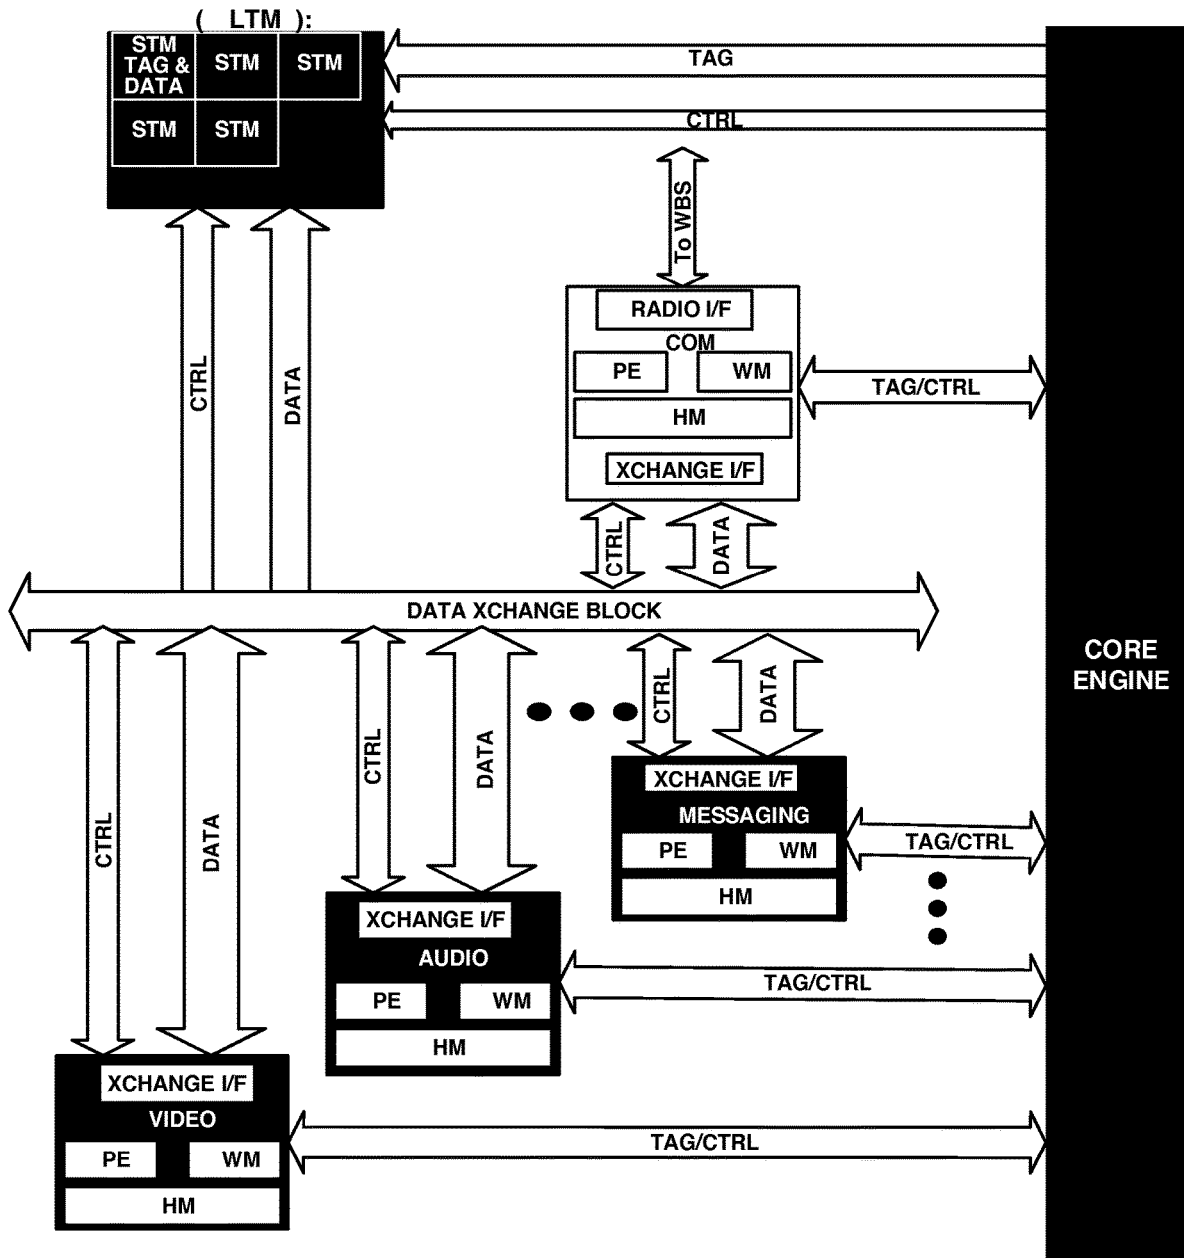 ( LTM ):
STM
TAG &
DATA
STM
STM
STM
STM
TAG
CTRL
To WBS
RADIO I/F
COM
PE
WM
HM
XCHANGE I/F
TAG/CTRL
CTRL
DATA
CTRL
DATA
DATA XCHANGE BLOCK
CORE
ENGINE
CTRL
DATA
CTRL
DATA
CTRL
DATA
XCHANGE I/F
MESSAGING
PE
WM
HM
TAG/CTRL
XCHANGE I/F
AUDIO
PE
WM
HM
TAG/CTRL
XCHANGE I/F
VIDEO
PE
WM
HM
TAG/CTRL